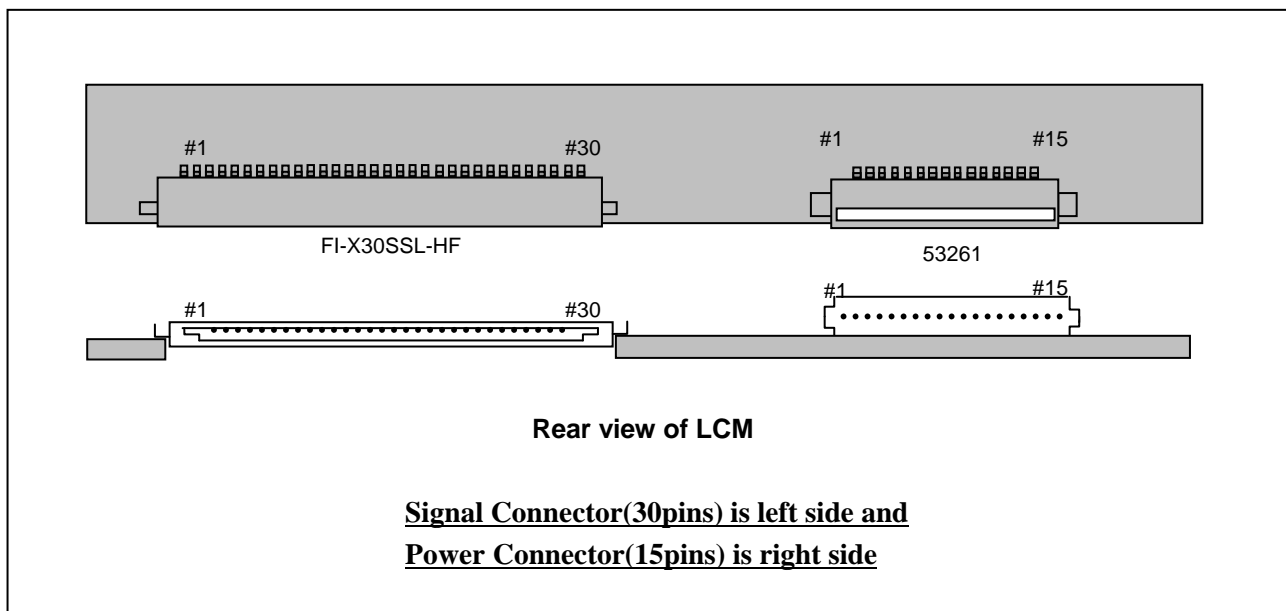 #1 #30 #1 #15
FI-X30SSL-HF
53261
#1 #30 #1 #15
Rear view of LCM
Signal Connector(30pins) is left side and
Power Connector(15pins) is right side